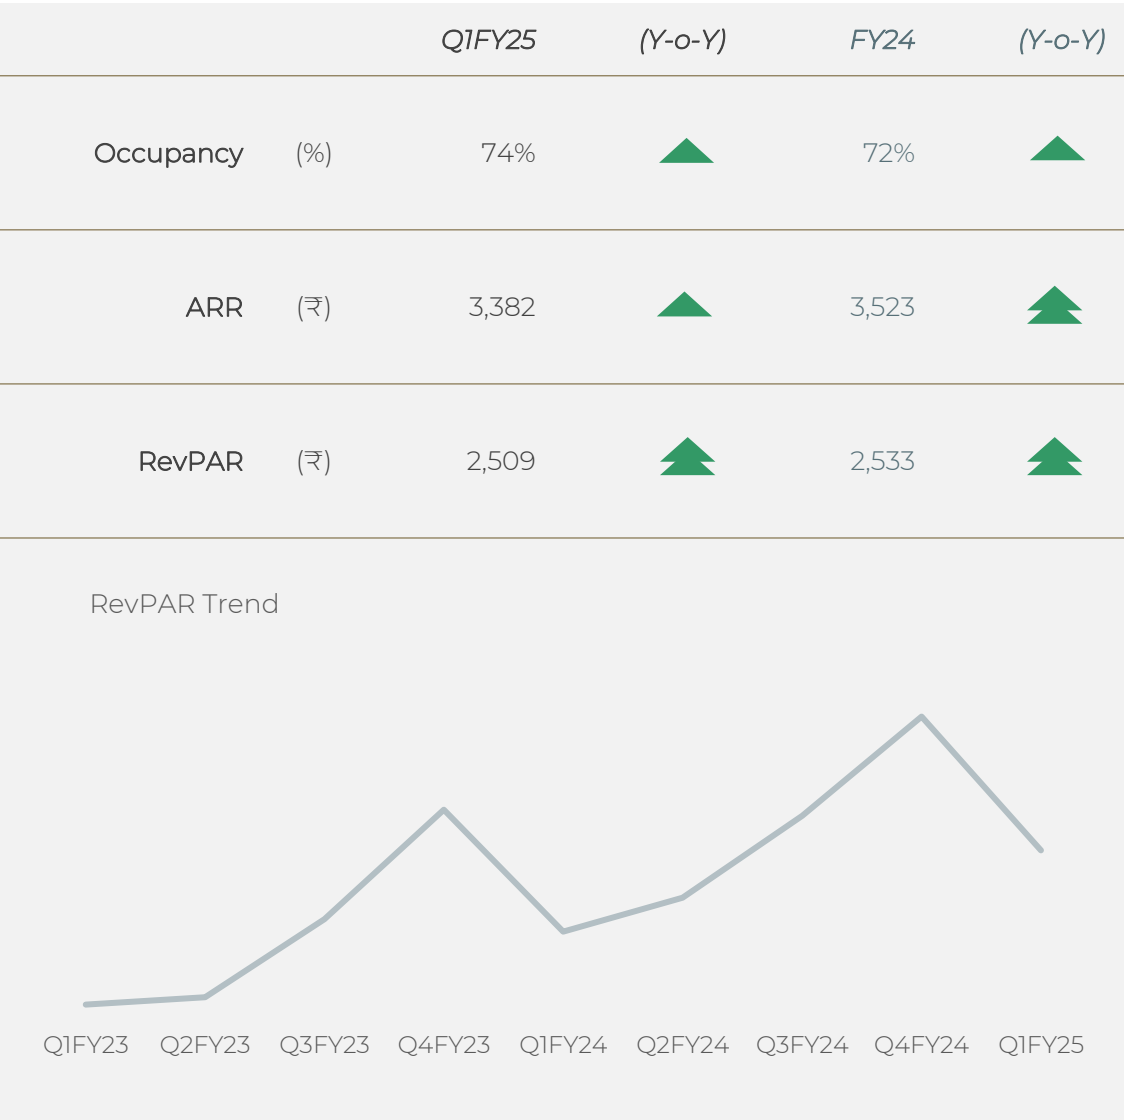 Q1FY25 (Y-o-Y) FY24 (Y-o-Y)
Occupancy (%) 74% 72%
ARR (₹) 3,382 3,523
RevPAR (₹) 2,509 2,533
RevPAR Trend
Q1FY23 Q2FY23 Q3FY23 Q4FY23 Q1FY24 Q2FY24 Q3FY24 Q4FY24 Q1FY25